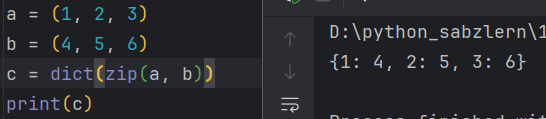 a = (1, 2, 3)
b = (4, 5, 6)
c = dict(zip(a, b))
print(c)
D:\python_sabzlern\1
{1: 4, 2: 5, 3: 6}